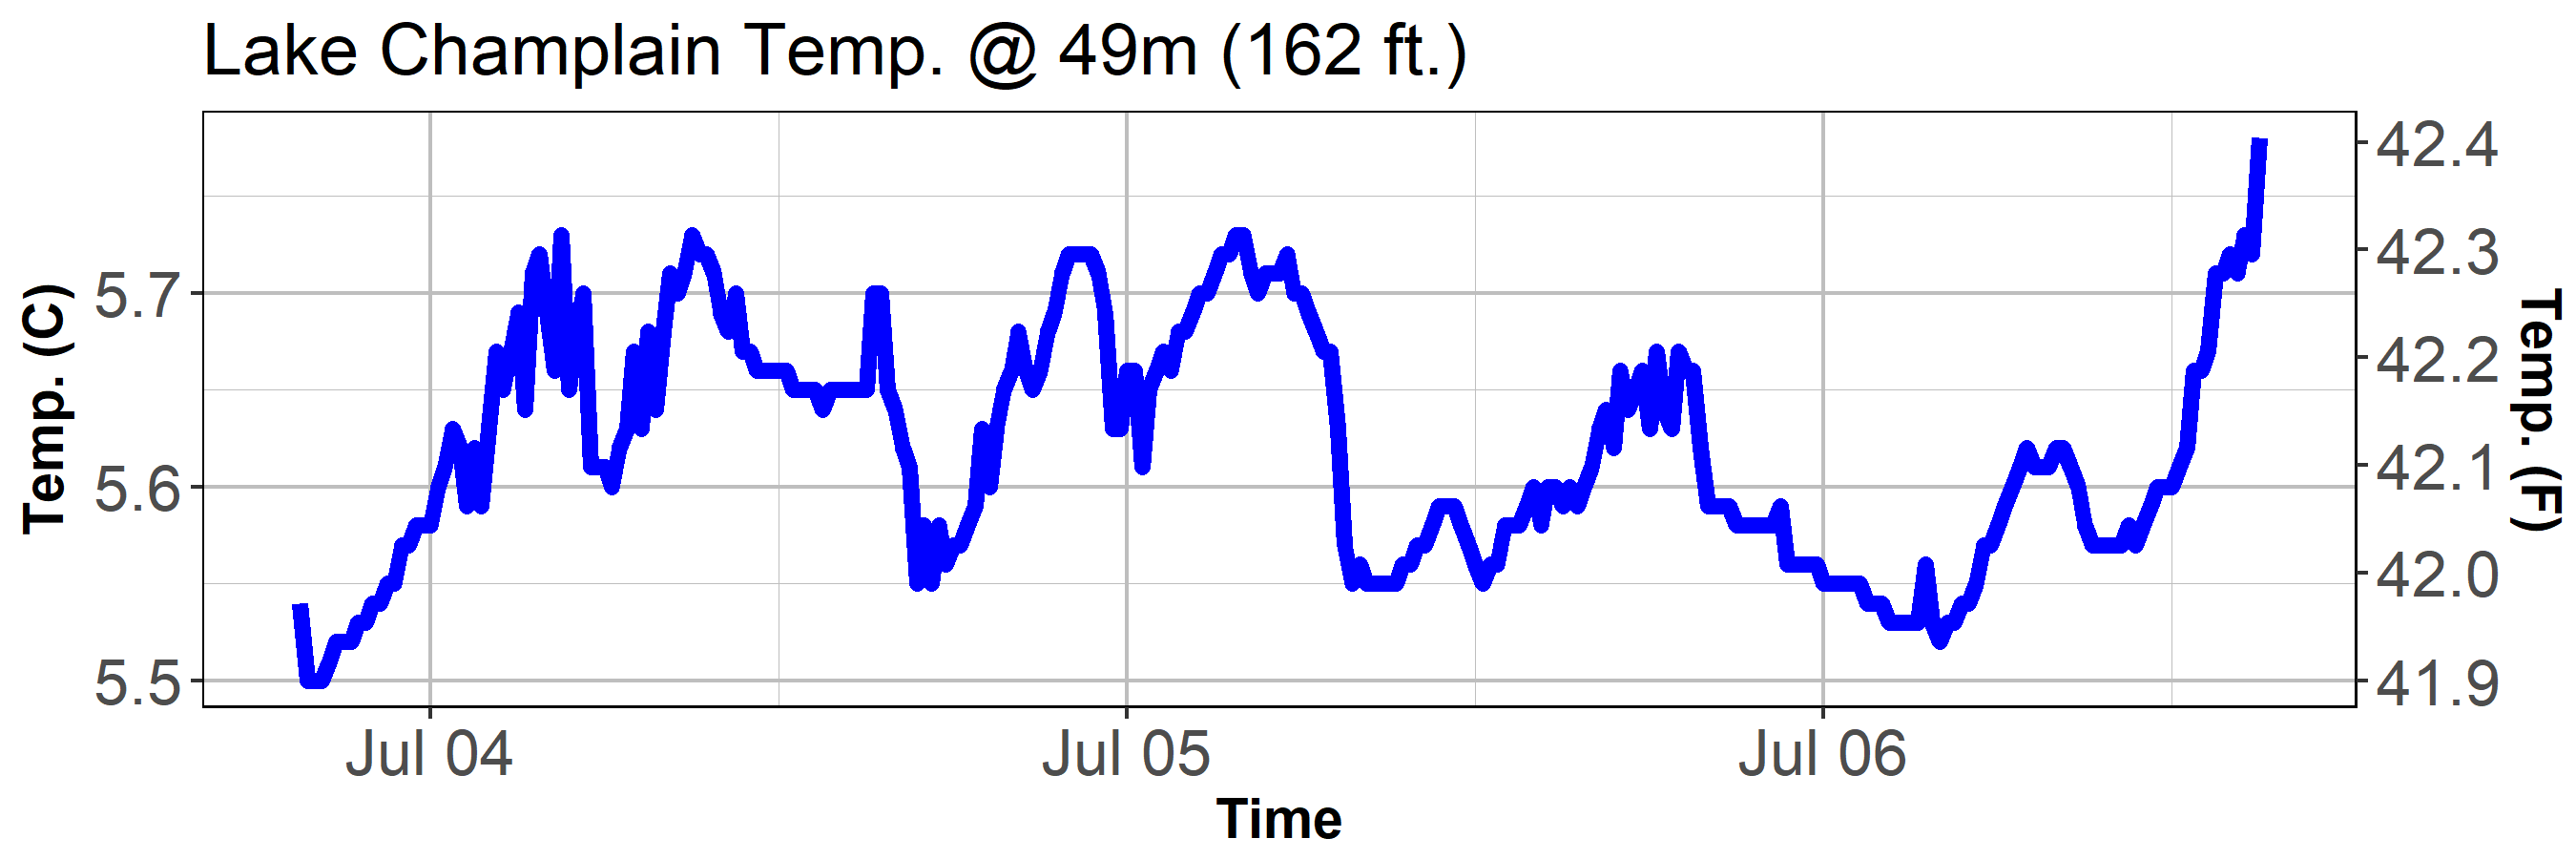 Lake Champlain Temp. @ 49m (162 ft.)
Temp. (C)
5.7
5.6
5.5
42.4
42.3
42.2
42.1
42.0
41.9
Temp. (F)
Jul 04
Jul 05
Jul 06
Time